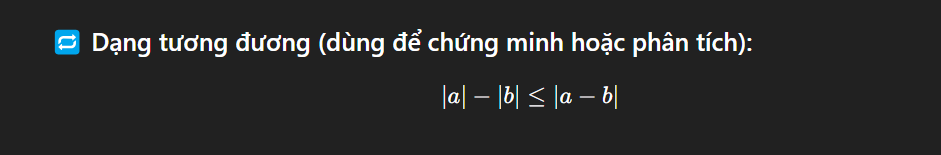 🔁 Dạng tương đương (dùng để chứng minh hoặc phân tích):
|a| − |b| ≤ |a − b|